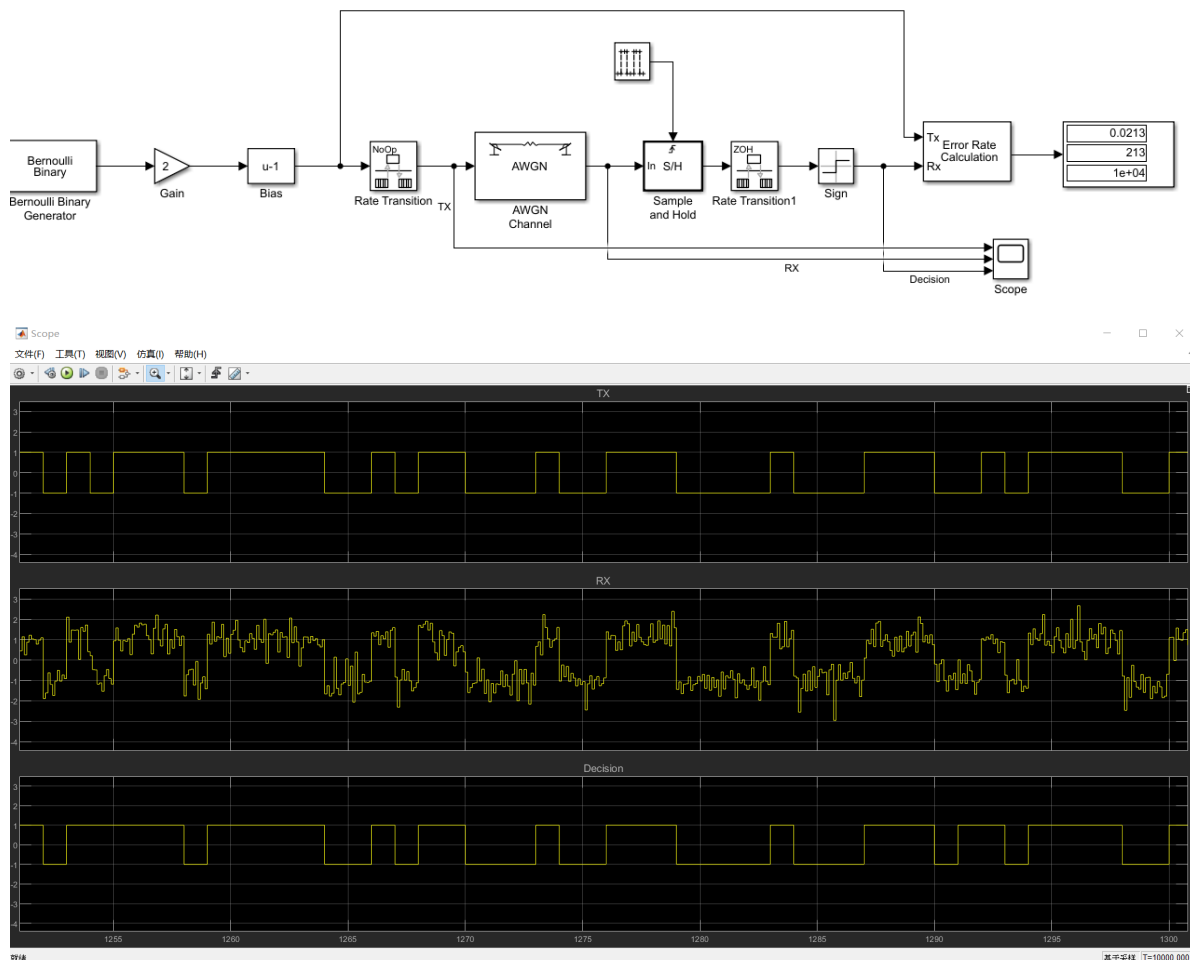 Bernoulli
Binary
Bernoulli Binary
Generator
2
Gain
u-1
Bias
NoOp
Rate Transition
TX
AWGN
AWGN
Channel
In S/H
Sample
and Hold
ZOH
Rate Transition1
Sign
Tx
Rx
Error Rate
Calculation
0.0213
213
1e+04
RX
Decision
Scope
Scope
文件(F) 工具(T) 视图(V) 仿真(I) 帮助(H)
TX
3
2
1
0
-1
-2
-3
-4
RX
3
2
1
0
-1
-2
-3
-4
Decision
3
2
1
0
-1
-2
-3
-4
1255 1260 1265 1270 1275 1280 1285 1290 1295 1300
就绪
基于采样 T=10000.000